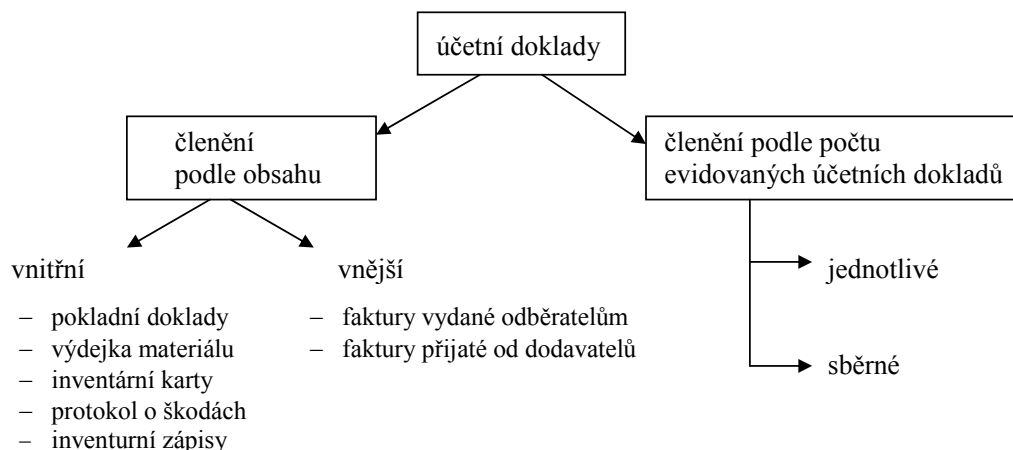 účetní doklady
členění
podle obsahu
členění podle počtu
evidovaných účetních dokladů
vnitřní
– pokladní doklady
– výdejka materiálu
– inventární karty
– protokol o škodách
– inventurní zápisy
vnější
– faktury vydané odběratelům
– faktury přijaté od dodavatelů
jednotlivé
sběrné